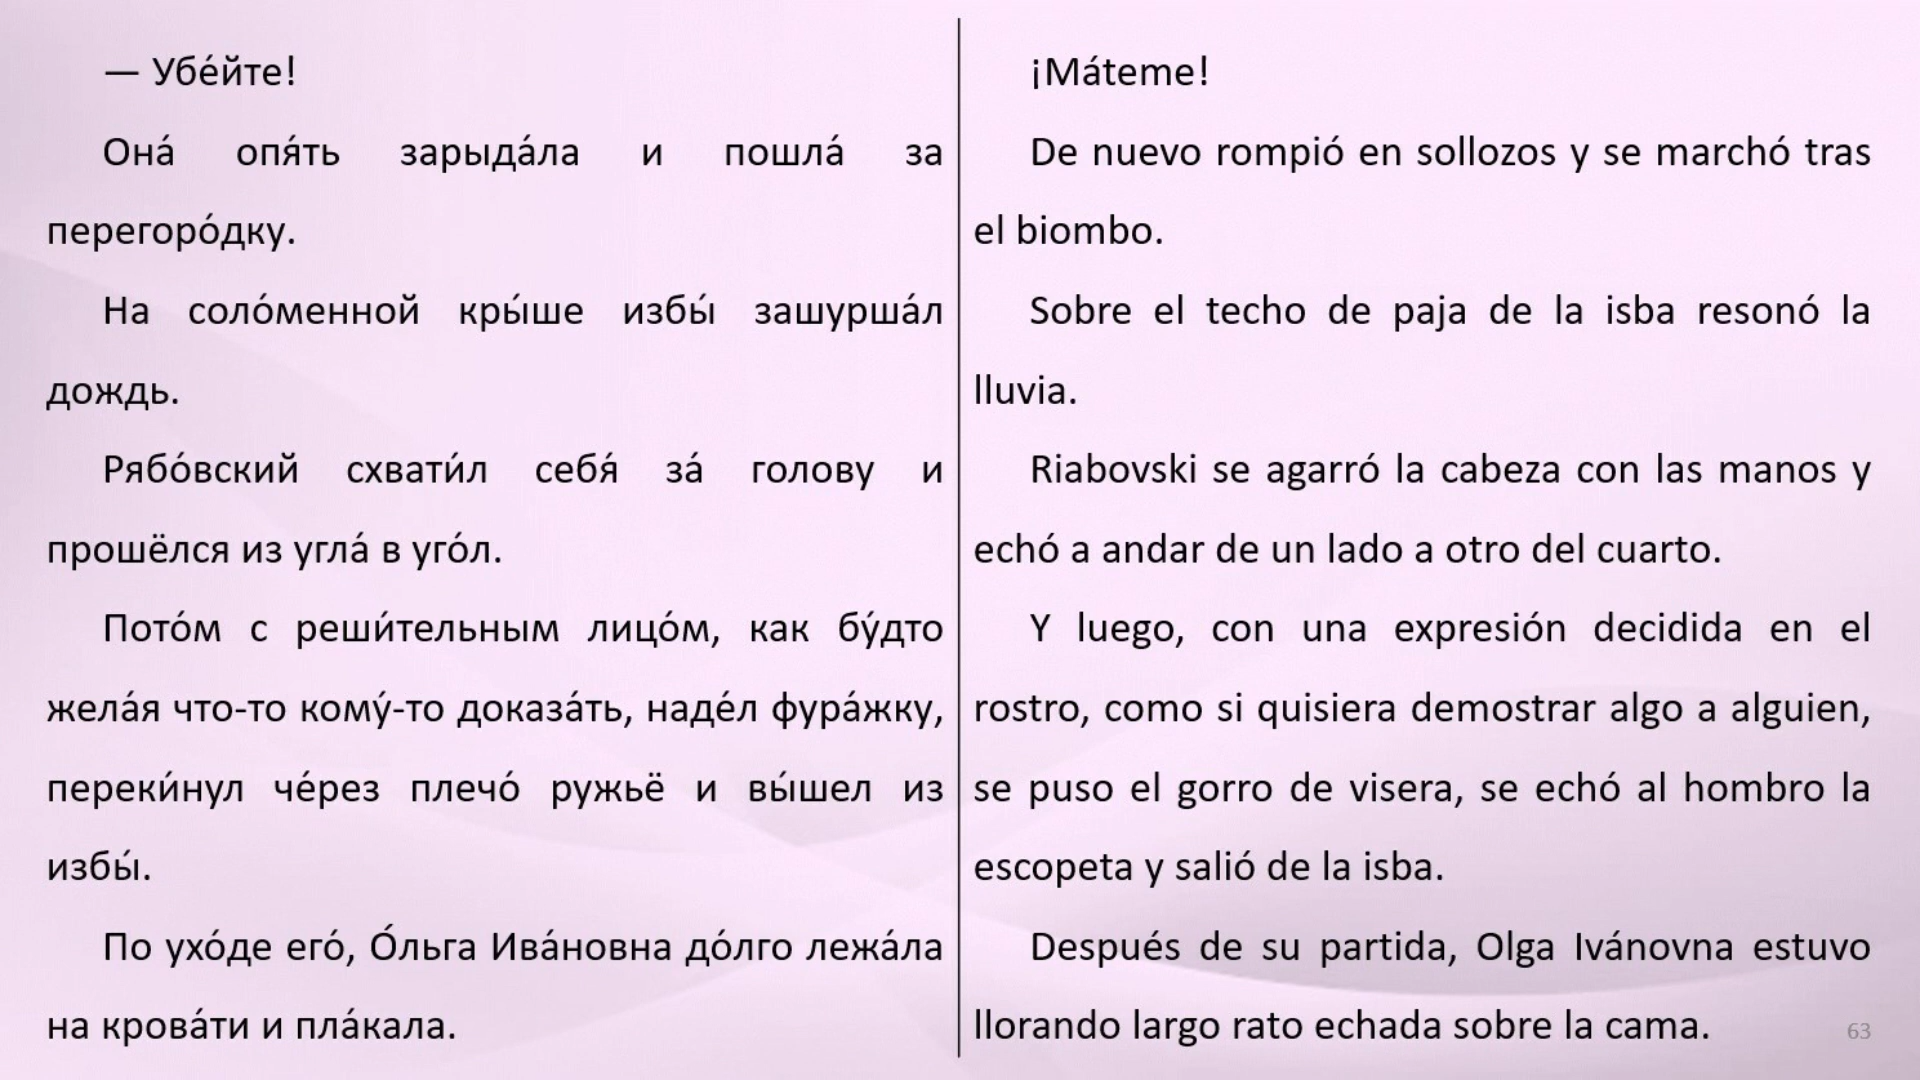 — Убе́йте!
Она́ опя́ть зарыда́ла и пошла́ за
перегоро́дку.
На соло́менной кры́ше избы́ зашурша́л
дождь.
Рябо́вский схвати́л себя́ за́ голову и
прошёлся из угла́ в уго́л.
Пото́м с реши́тельным лицо́м, как бу́дто
жела́я что-то кому́-то доказа́ть, наде́л фура́жку,
переки́нул че́рез плечо́ ружьё и вы́шел из
избы́.
По ухо́де его́, О́льга Ива́новна до́лго лежа́ла
на крова́ти и пла́кала.
¡Máteme!
De nuevo rompió en sollozos y se marchó tras
el biombo.
Sobre el techo de paja de la isba resonó la
lluvia.
Riabovski se agarró la cabeza con las manos y
echó a andar de un lado a otro del cuarto.
Y luego, con una expresión decidida en el
rostro, como si quisiera demostrar algo a alguien,
se puso el gorro de visera, se echó al hombro la
escopeta y salió de la isba.
Después de su partida, Olga Ivánovna estuvo
llorando largo rato echada sobre la cama.
63